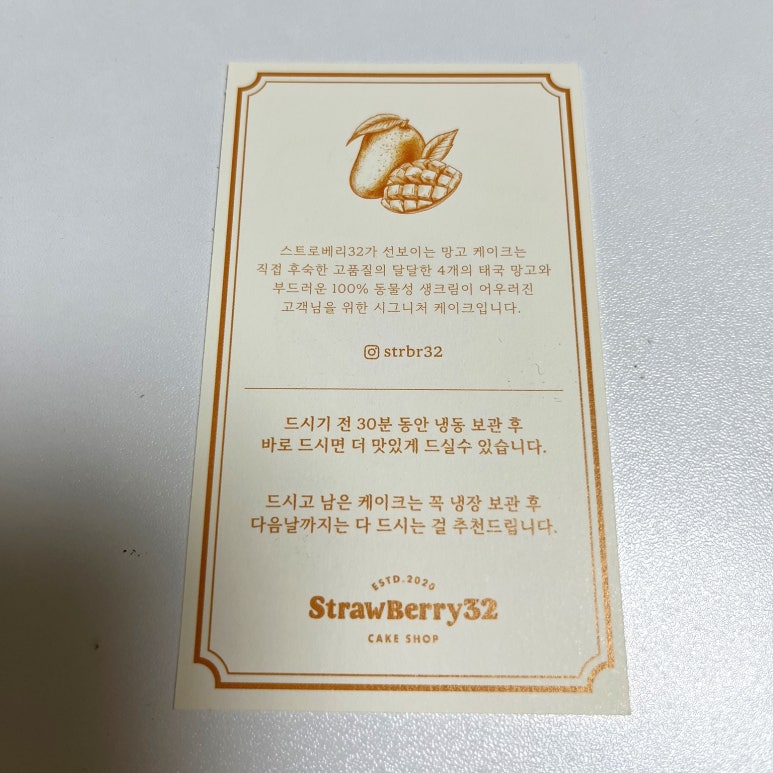 스트로베리32가 선보이는 망고 케이크는
직접 후숙한 고품질의 달달한 4개의 태국 망고와
부드러운 100% 동물성 생크림이 어우러진
고객님을 위한 시그니처 케이크입니다.
strbr32
드시기 전 30분 동안 냉동 보관 후
바로 드시면 더 맛있게 드실수 있습니다.
드시고 남은 케이크는 꼭 냉장 보관 후
다음날까지는 다 드시는 걸 추천드립니다.
ESTD.2020
StrawBerry32
CAKE SHOP